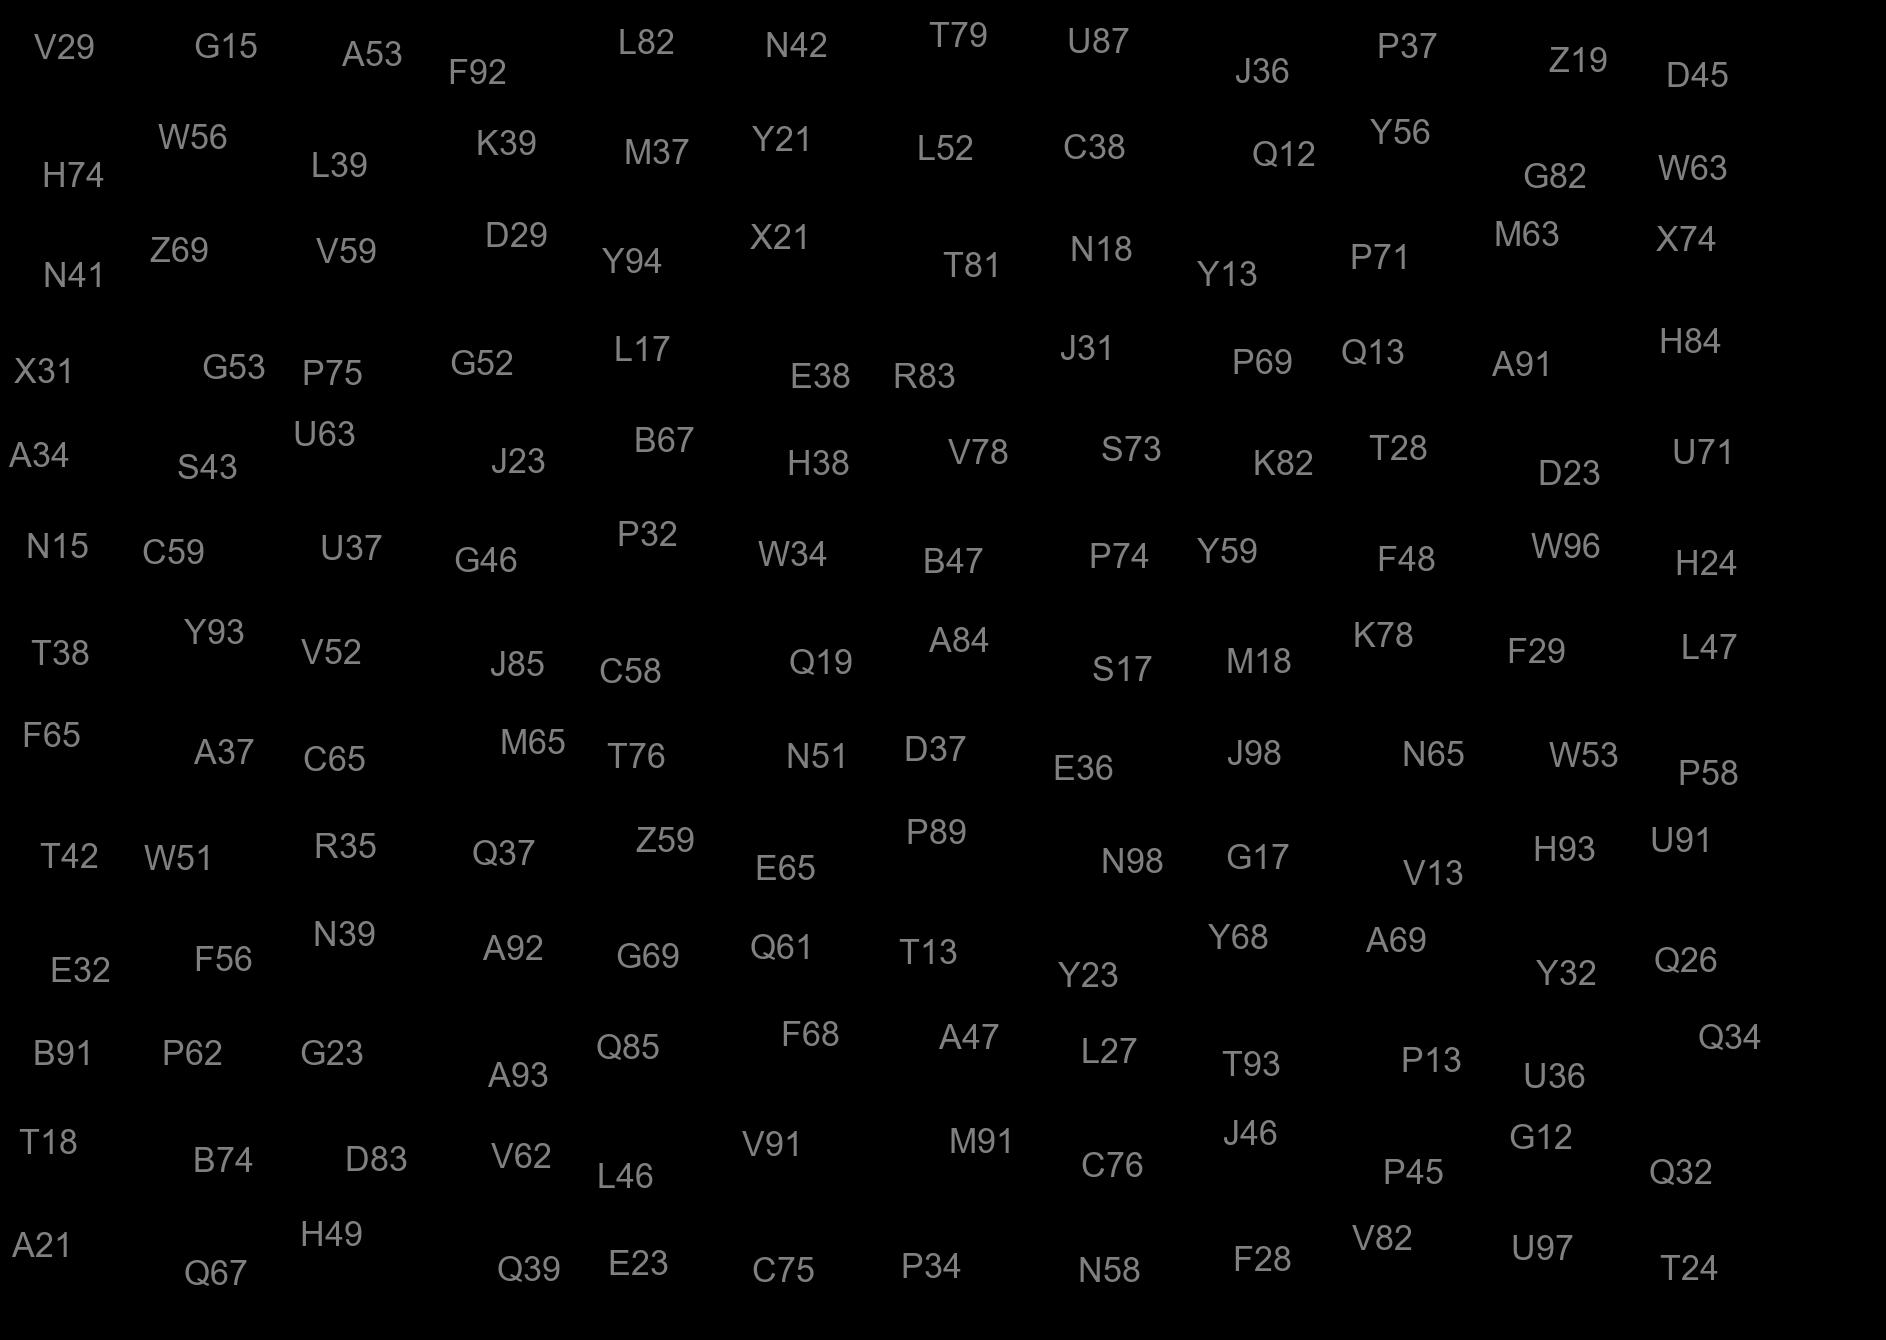 V29 G15 A53 F92 L82 N42 T79 U87 J36 P37 Z19 D45
H74 W56 L39 K39 M37 Y21 L52 C38 Q12 Y56 G82 W63
N41 Z69 V59 D29 Y94 X21 T81 N18 Y13 P71 M63 X74
X31 G53 P75 G52 L17 E38 R83 J31 P69 Q13 A91 H84
A34 S43 U63 J23 B67 H38 V78 S73 K82 T28 D23 U71
N15 C59 U37 G46 P32 W34 B47 P74 Y59 F48 W96 H24
T38 Y93 V52 J85 C58 Q19 A84 S17 M18 K78 F29 L47
F65 A37 C65 M65 T76 N51 D37 E36 J98 N65 W53 P58
T42 W51 R35 Q37 Z59 E65 P89 N98 G17 V13 H93 U91
E32 F56 N39 A92 G69 Q61 T13 Y23 Y68 A69 Y32 Q26
B91 P62 G23 A93 Q85 F68 A47 L27 T93 P13 U36 Q34
T18 B74 D83 V62 L46 V91 M91 C76 J46 P45 G12 Q32
A21 Q67 H49 Q39 E23 C75 P34 N58 F28 V82 U97 T24